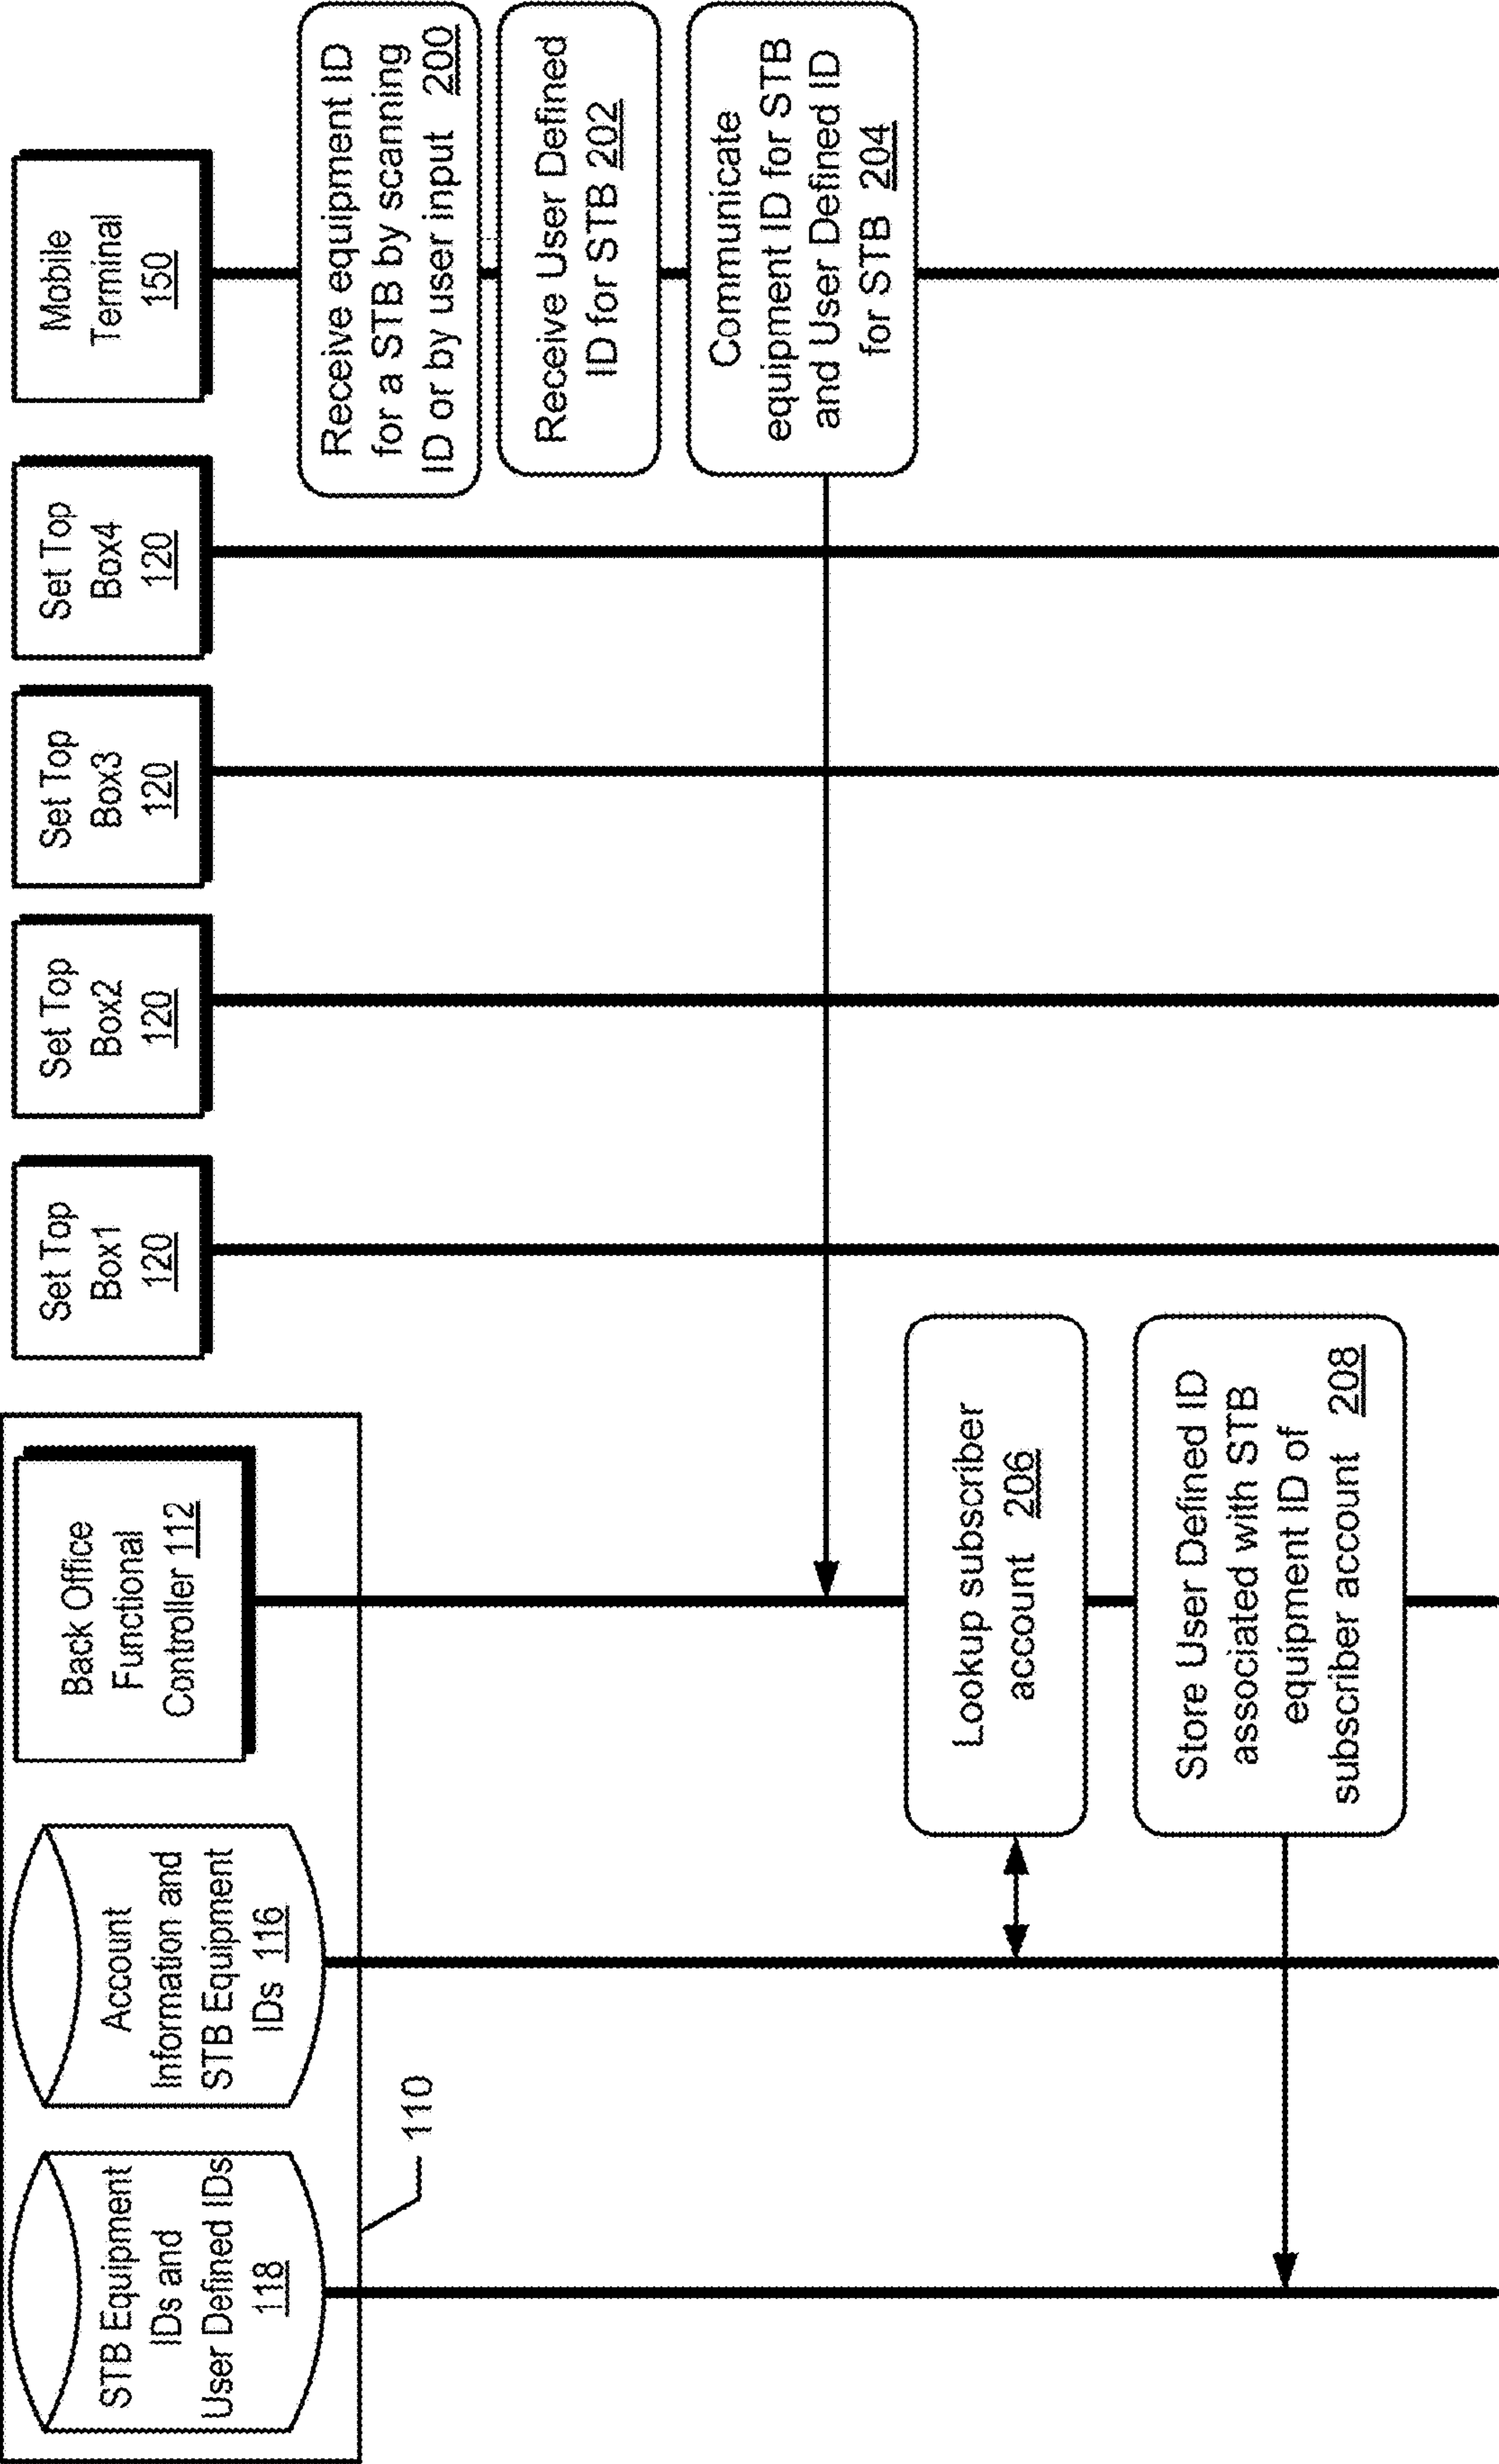 STB Equipment
IDs and
User Defined IDs
118
Account
Information and
STB Equipment
IDs 116
Back Office
Functional
Controller 112
Set Top
Box1
120
Set Top
Box2
120
Set Top
Box3
120
Set Top
Box4
120
Mobile
Terminal
150
110
Receive equipment ID
for a STB by scanning
ID or by user input 200
Receive User Defined
ID for STB 202
Communicate
equipment ID for STB
and User Defined ID
for STB 204
Lookup subscriber
account 206
Store User Defined ID
associated with STB
equipment ID of
subscriber account 208